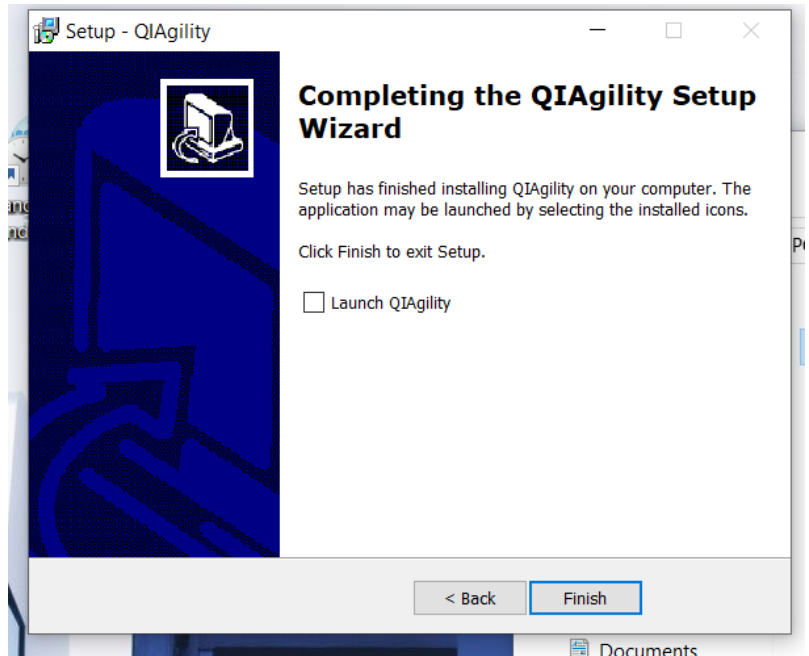 Setup - QIAgility
Completing the QIAgility Setup
Wizard
Setup has finished installing QIAgility on your computer. The
application may be launched by selecting the installed icons.
Click Finish to exit Setup.
Launch QIAgility
< Back
Finish
Documents